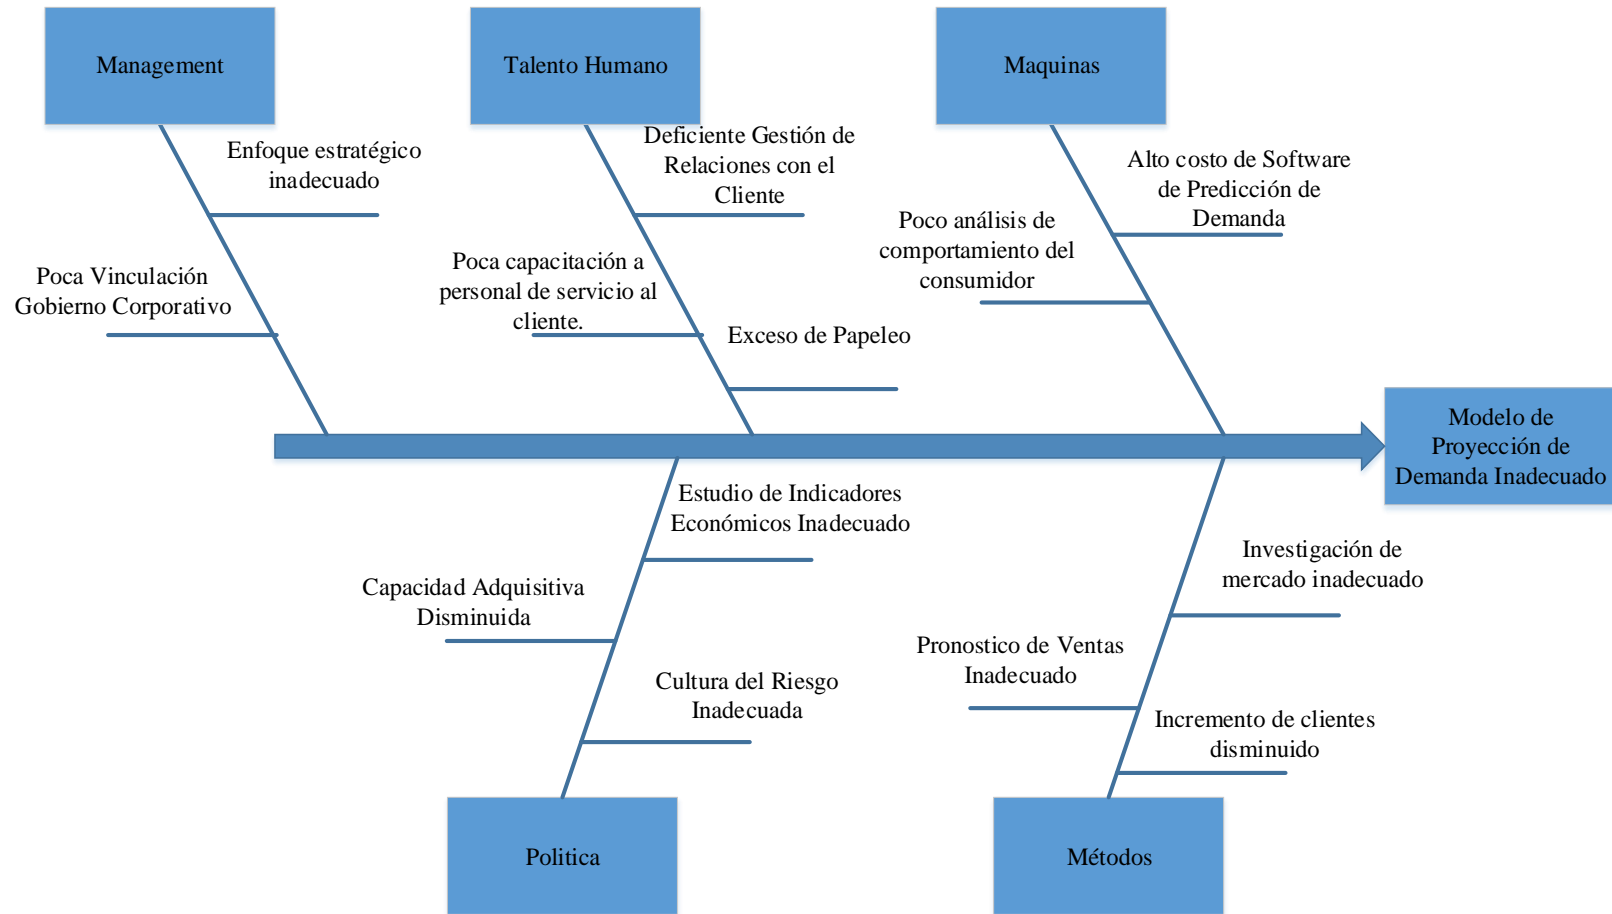 Management
Talento Humano
Maquinas
Enfoque estratégico
inadecuado
Poca Vinculación
Gobierno Corporativo
Deficiente Gestión de
Relaciones con el
Cliente
Poca capacitación a
personal de servicio al
cliente.
Exceso de Papeleo
Alto costo de Software
de Predicción de
Demanda
Poco análisis de
comportamiento del
consumidor
Modelo de
Proyección de
Demanda Inadecuado
Estudio de Indicadores
Económicos Inadecuado
Capacidad Adquisitiva
Disminuida
Cultura del Riesgo
Inadecuada
Investigación de
mercado inadecuado
Pronostico de Ventas
Inadecuado
Incremento de clientes
disminuido
Politica
Métodos